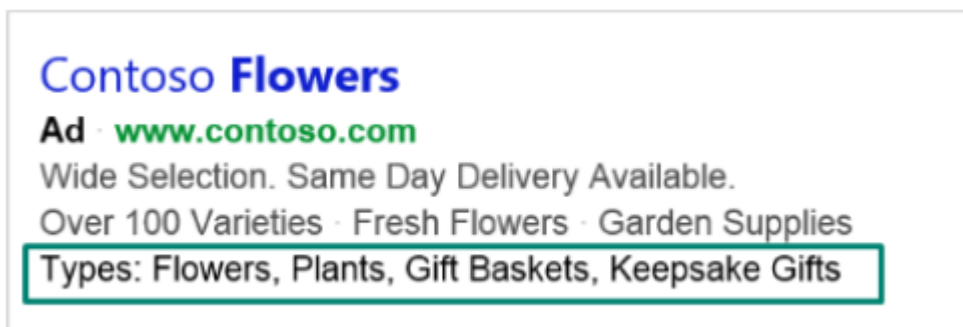 Contoso Flowers
Ad · www.contoso.com
Wide Selection. Same Day Delivery Available.
Over 100 Varieties · Fresh Flowers · Garden Supplies
Types: Flowers, Plants, Gift Baskets, Keepsake Gifts